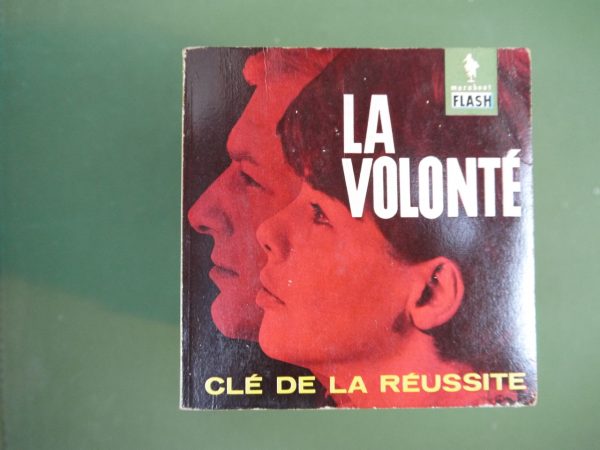 marabout
FLASH
LA
VOLONTÉ
CLÉ DE LA RÉUSSITE